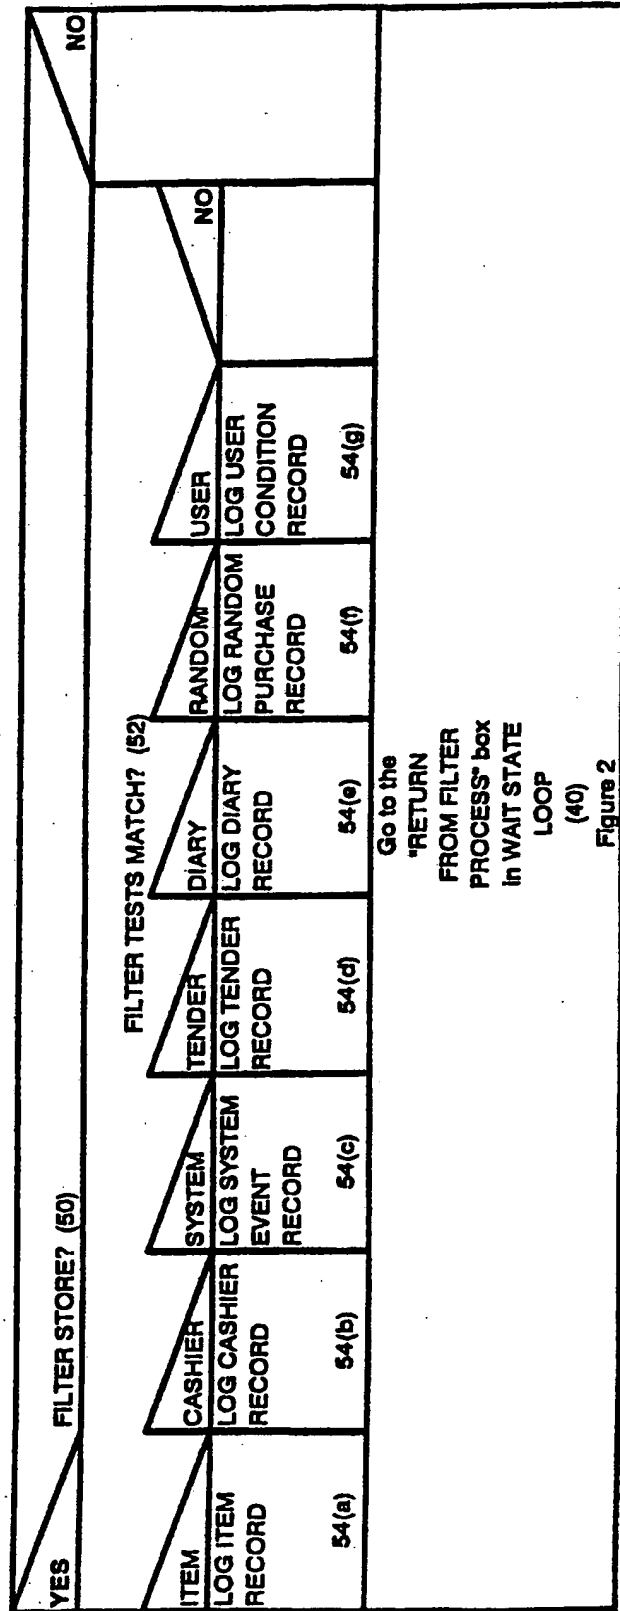 FILTER STORE? (50)
YES
NO
FILTER TESTS MATCH? (52)
ITEM
CASHIER
SYSTEM
TENDER
DIARY
RANDOM
USER
NO
LOG ITEM
RECORD
54(a)
LOG CASHIER
RECORD
54(b)
LOG SYSTEM
EVENT
RECORD
54(c)
LOG TENDER
RECORD
54(d)
LOG DIARY
RECORD
54(e)
LOG RANDOM
PURCHASE
RECORD
54(f)
LOG USER
CONDITION
RECORD
54(g)
Go to the
"RETURN
FROM FILTER
PROCESS" box
in WAIT STATE
LOOP
(40)
Figure 2